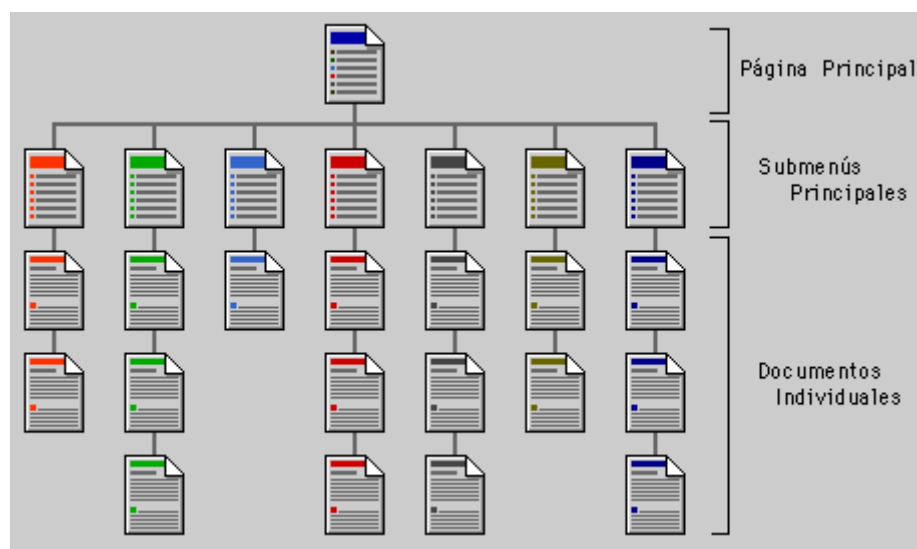 Página Principal
Submenús
Principales
Documentos
Individuales